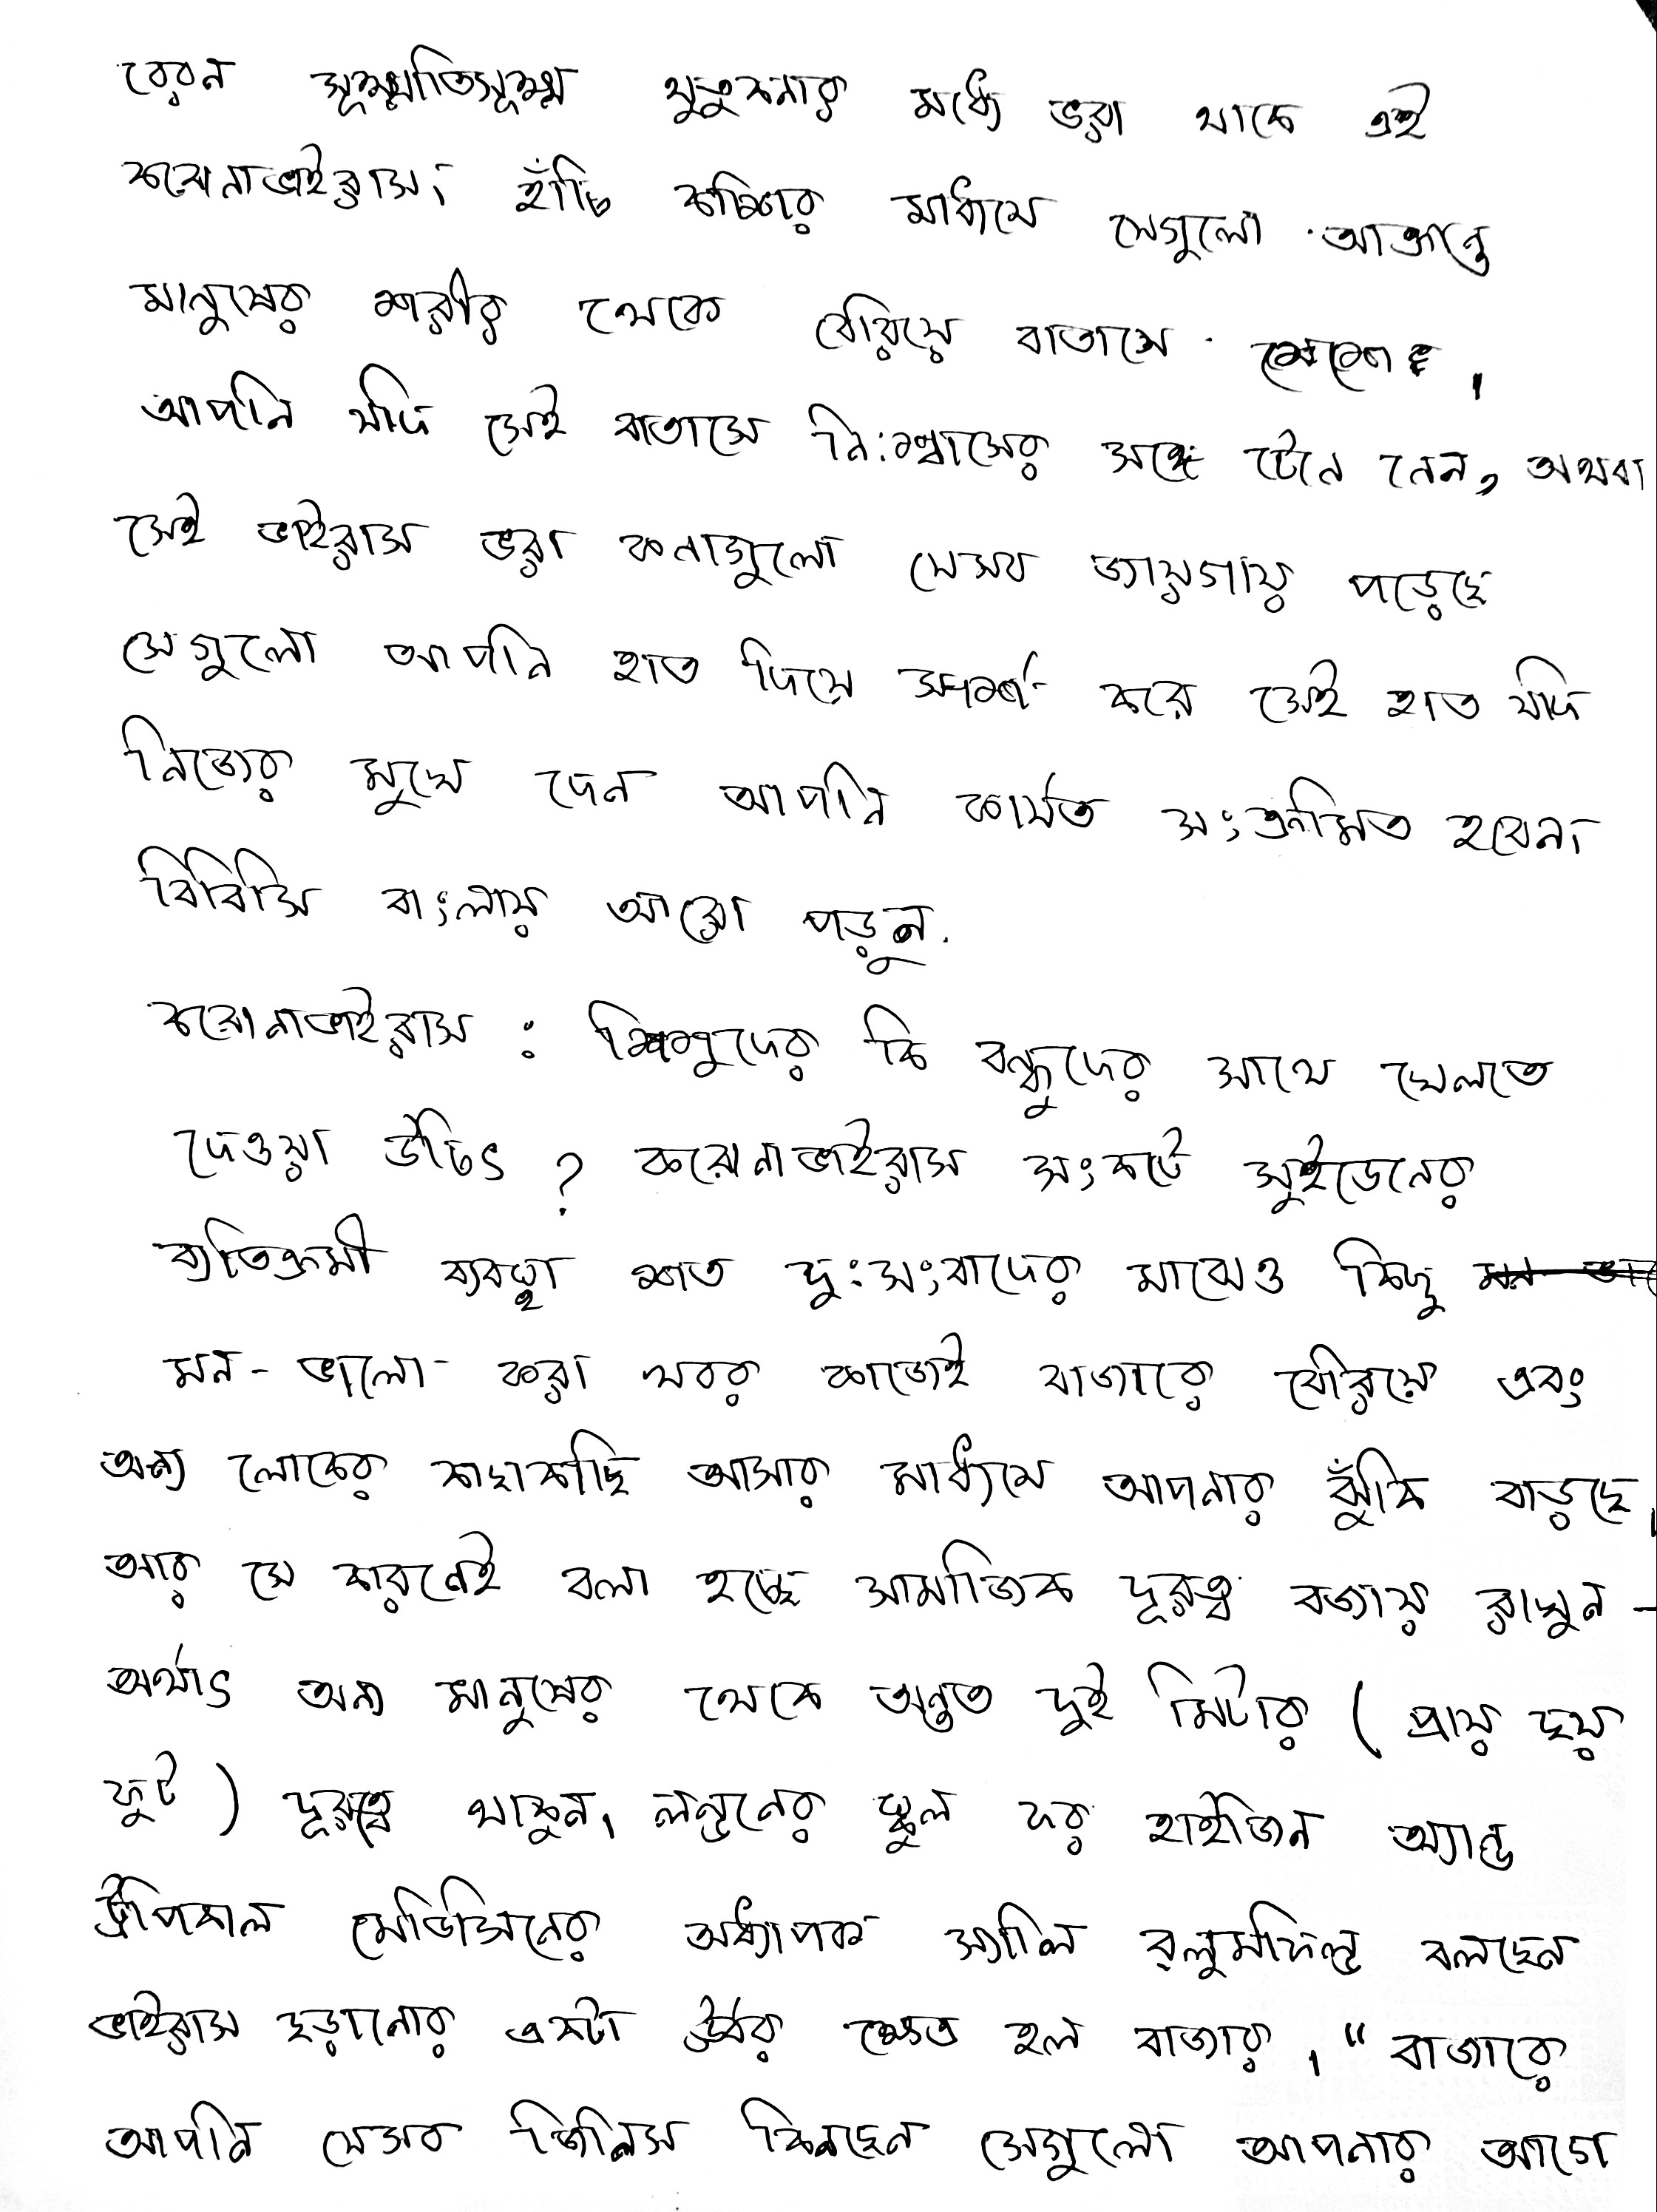 বেরন সূক্ষ্মাতিসূক্ষ্ম থুতুকনার মধ্যে ভরা থাকে এই
করোনাভাইরাস। হাঁচি কাশির মাধ্যমে সেগুলো আক্রান্ত
মানুষের শরীর থেকে বেরিয়ে বাতাসে মেশে।
আপনি যদি সেই বাতাসে নি:শ্বাসের সঙ্গে টেনে নেন, অথবা
সেই ভাইরাস ভরা কনাগুলো যেসব জায়গায় পড়েছে
সেগুলো আপনি হাত দিয়ে স্পর্শ করে সেই হাত যদি
নিজের মুখে দেন আপনি কার্যত সংক্রমিত হবেন।
বিবিসি বাংলায় আরো পড়ুন.
করোনাভাইরাস : শিশুদের কি বন্ধুদের সাথে খেলতে
দেওয়া উচিৎ ? করোনাভাইরাস সংকটে সুইডেনের
ব্যতিক্রমী ব্যবস্থা শত দু:সংবাদের মাঝেও কিছু
মন-ভালো-করা খবর কাজেই বাজারে বেরিয়ে এবং
অন্য লোকের কাছাকাছি আসার মাধ্যমে আপনার ঝুঁকি বাড়ছে।
আর সে কারনেই বলা হচ্ছে সামাজিক দূরত্ব বজায় রাখুন -
অর্থাৎ অন্য মানুষের থেকে অন্তত দুই মিটার ( প্রায় ছয়
ফুট ) দূরত্বে থাকুন। লন্ডনের স্কুল ফর হাইজিন অ্যান্ড
ট্রপিকাল মেডিসিনের অধ্যাপক স্যালি ব্লুমফিল্ড বলছেন
ভাইরাস ছড়ানোর একটা উর্বর ক্ষেত্র হল বাজার। "বাজারে
আপনি যেসব জিনিস কিনছেন সেগুলো আপনার আগে